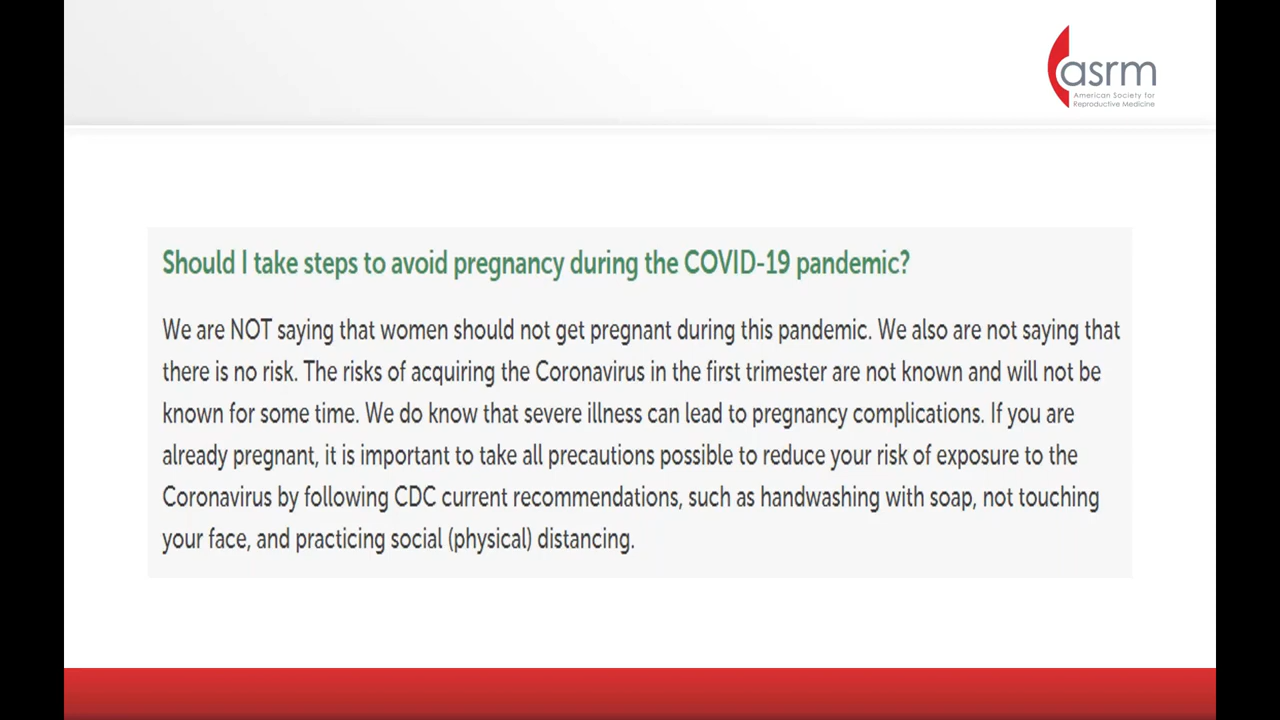 asrm
American Society for
Reproductive Medicine
Should I take steps to avoid pregnancy during the COVID-19 pandemic?
We are NOT saying that women should not get pregnant during this pandemic. We also are not saying that
there is no risk. The risks of acquiring the Coronavirus in the first trimester are not known and will not be
known for some time. We do know that severe illness can lead to pregnancy complications. If you are
already pregnant, it is important to take all precautions possible to reduce your risk of exposure to the
Coronavirus by following CDC current recommendations, such as handwashing with soap, not touching
your face, and practicing social (physical) distancing.